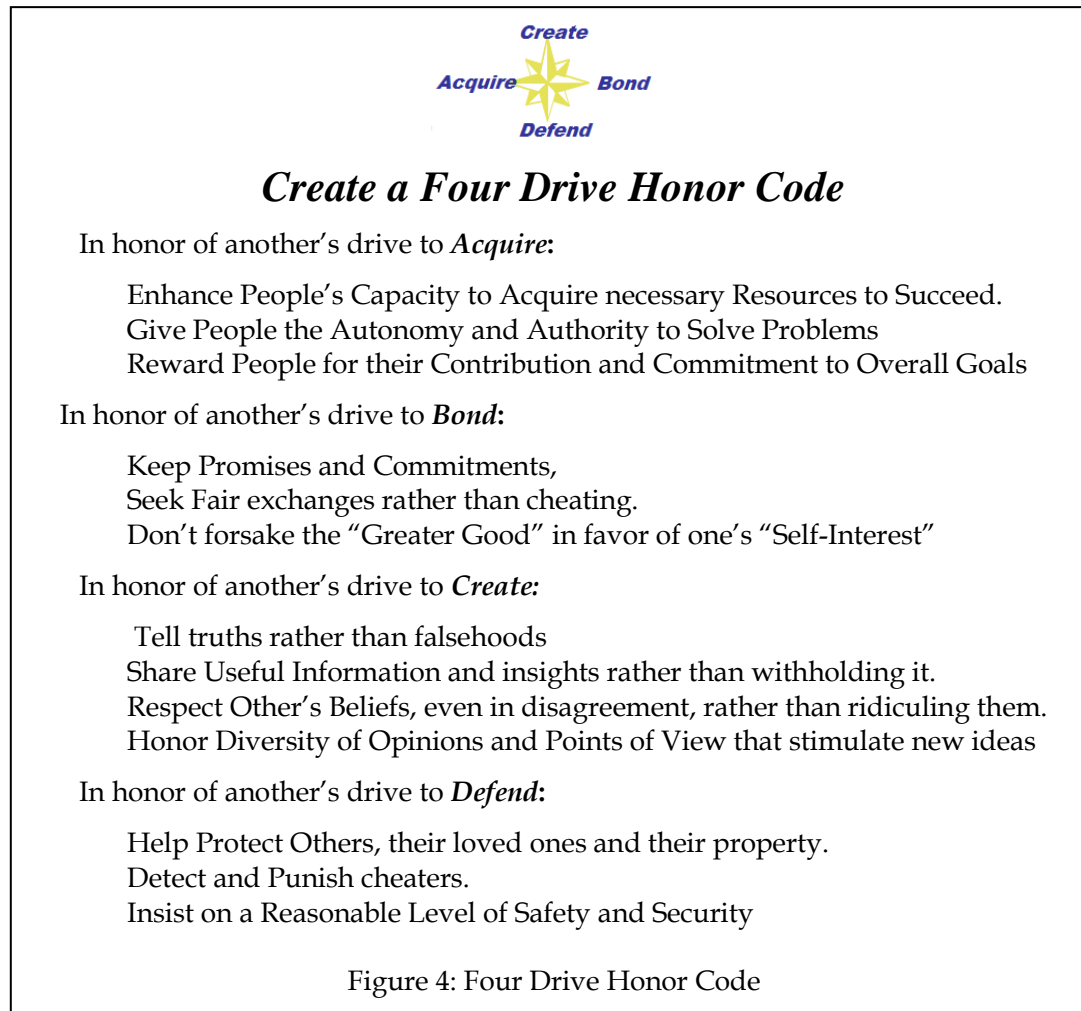 Create
Acquire Bond
Defend
Create a Four Drive Honor Code
In honor of another’s drive to Acquire:
Enhance People’s Capacity to Acquire necessary Resources to Succeed.
Give People the Autonomy and Authority to Solve Problems
Reward People for their Contribution and Commitment to Overall Goals
In honor of another’s drive to Bond:
Keep Promises and Commitments,
Seek Fair exchanges rather than cheating.
Don’t forsake the “Greater Good” in favor of one’s “Self-Interest”
In honor of another’s drive to Create:
Tell truths rather than falsehoods
Share Useful Information and insights rather than withholding it.
Respect Other’s Beliefs, even in disagreement, rather than ridiculing them.
Honor Diversity of Opinions and Points of View that stimulate new ideas
In honor of another’s drive to Defend:
Help Protect Others, their loved ones and their property.
Detect and Punish cheaters.
Insist on a Reasonable Level of Safety and Security
Figure 4: Four Drive Honor Code